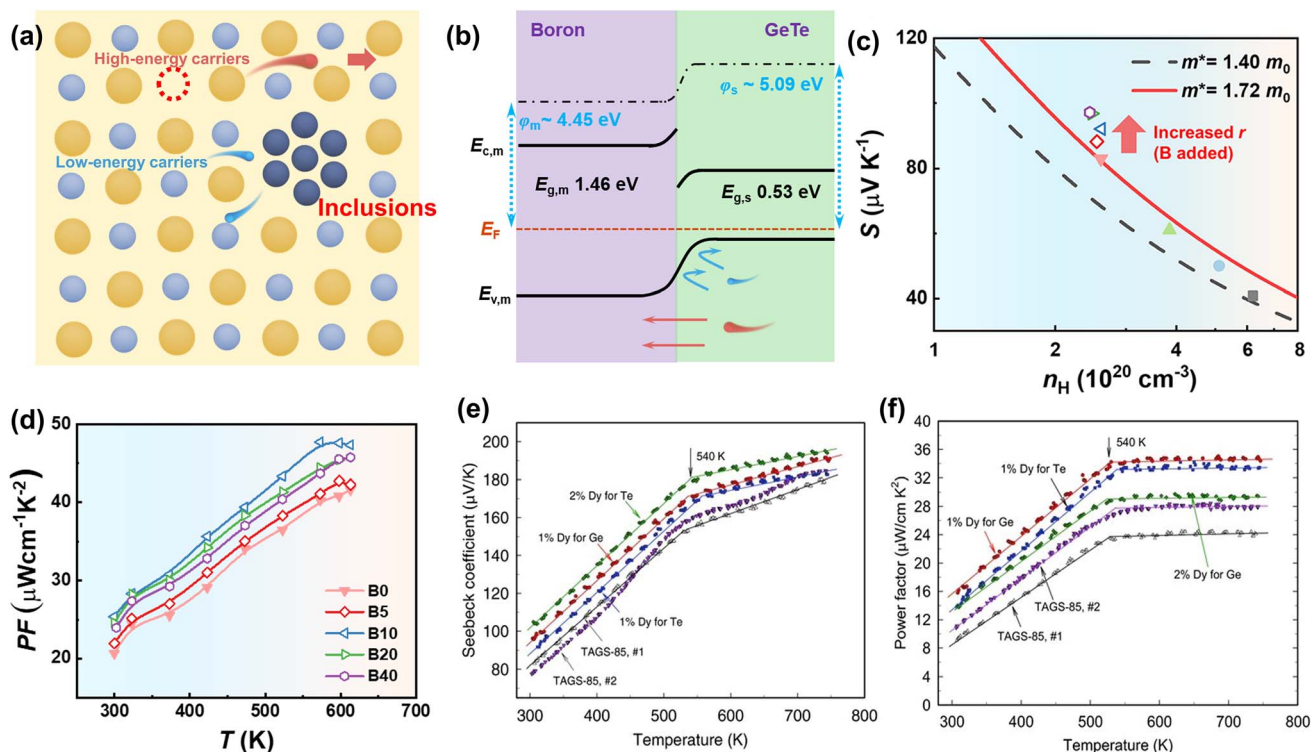 (a)
High-energy carriers
Low-energy carriers
Inclusions
(b)
Boron
GeTe
φm~ 4.45 eV
φs ~ 5.09 eV
Ec,m
Eg,m 1.46 eV
Eg,s 0.53 eV
EF
Ev,m
(c)
120
80
40
S (μV K-1)
m*= 1.40 m0
m*= 1.72 m0
Increased r
(B added)
1
2
4
6
8
nH (10^20 cm-3)
(d)
50
40
30
20
PF (μWcm-1K-2)
B0
B5
B10
B20
B40
300
400
500
600
700
T (K)
(e)
200
180
160
140
120
100
80
Seebeck coefficient (μV/K)
540 K
2% Dy for Te
1% Dy for Ge
1% Dy for Te
TAGS-85, #1
TAGS-85, #2
300
400
500
600
700
800
Temperature (K)
(f)
36
34
28
24
20
16
12
8
4
0
Power factor (μW/cm K2)
540 K
1% Dy for Te
1% Dy for Ge
2% Dy for Ge
TAGS-85, #2
TAGS-85, #1
300
400
500
600
700
800
Temperature (K)